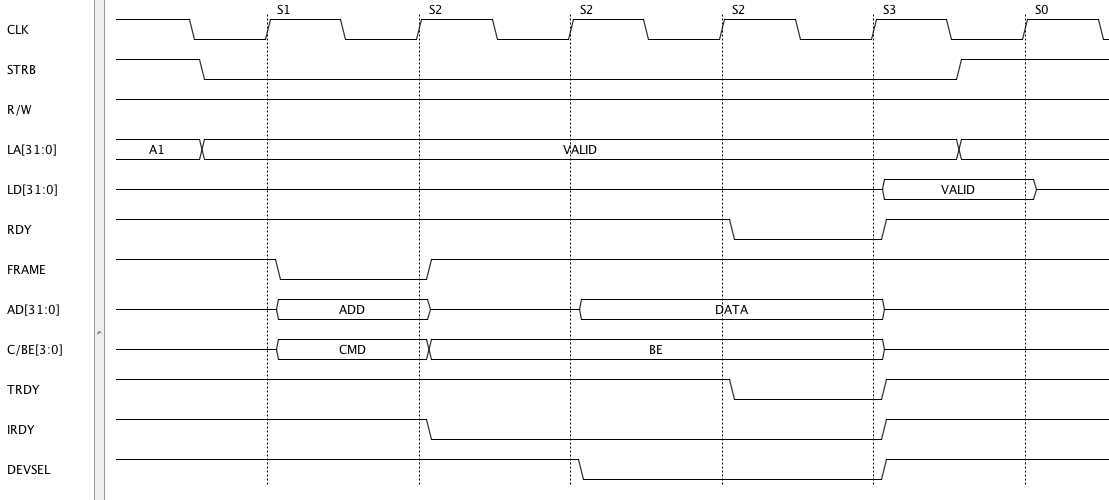 S1 S2 S2 S2 S3 S0
CLK
STRB
R/W
LA[31:0] A1 VALID
LD[31:0] VALID
RDY
FRAME
AD[31:0] ADD DATA
C/BE[3:0] CMD BE
TRDY
IRDY
DEVSEL